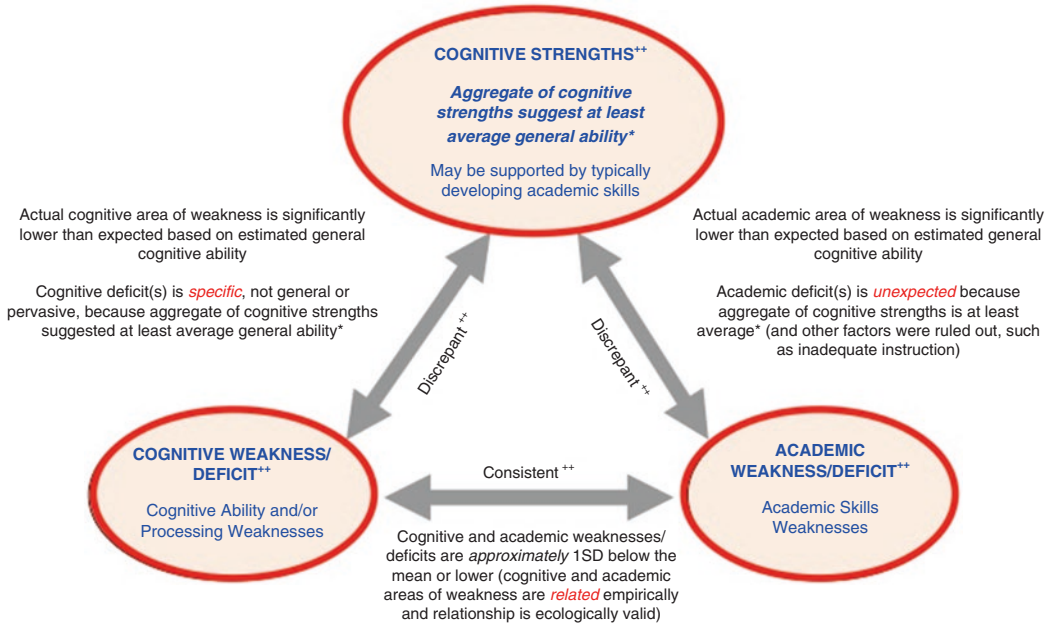 COGNITIVE STRENGTHS++
Aggregate of cognitive
strengths suggest at least
average general ability*
May be supported by typically
developing academic skills
Actual cognitive area of weakness is significantly
lower than expected based on estimated general
cognitive ability
Cognitive deficit(s) is specific, not general or
pervasive, because aggregate of cognitive strengths
suggested at least average general ability*
Actual academic area of weakness is significantly
lower than expected based on estimated general
cognitive ability
Academic deficit(s) is unexpected because
aggregate of cognitive strengths is at least
average* (and other factors were ruled out, such
as inadequate instruction)
Discrepant ++
Discrepant ++
COGNITIVE WEAKNESS/
DEFICIT++
Cognitive Ability and/or
Processing Weaknesses
Consistent ++
Cognitive and academic weaknesses/
deficits are approximately 1SD below the
mean or lower (cognitive and academic
areas of weakness are related empirically
and relationship is ecologically valid)
ACADEMIC
WEAKNESS/DEFICIT++
Academic Skills
Weaknesses